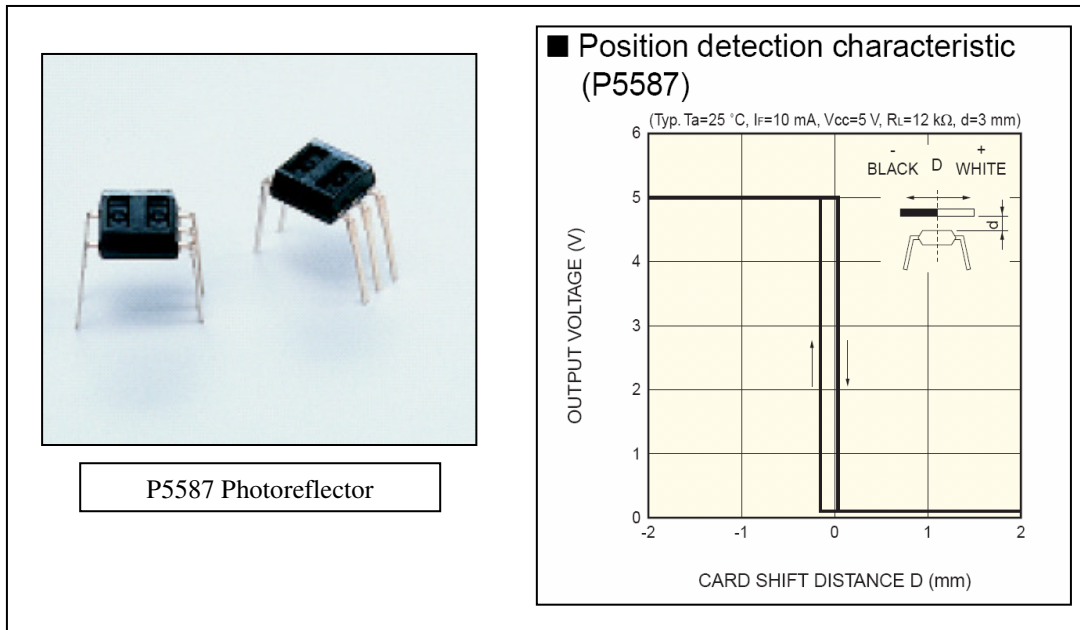 ■ Position detection characteristic
(P5587)
(Typ. Ta=25 °C, IF=10 mA, Vcc=5 V, RL=12 kΩ, d=3 mm)
6
5
4
3
2
1
0
OUTPUT VOLTAGE (V)
- +
BLACK D WHITE
d
-2 -1 0 1 2
CARD SHIFT DISTANCE D (mm)
P5587 Photoreflector